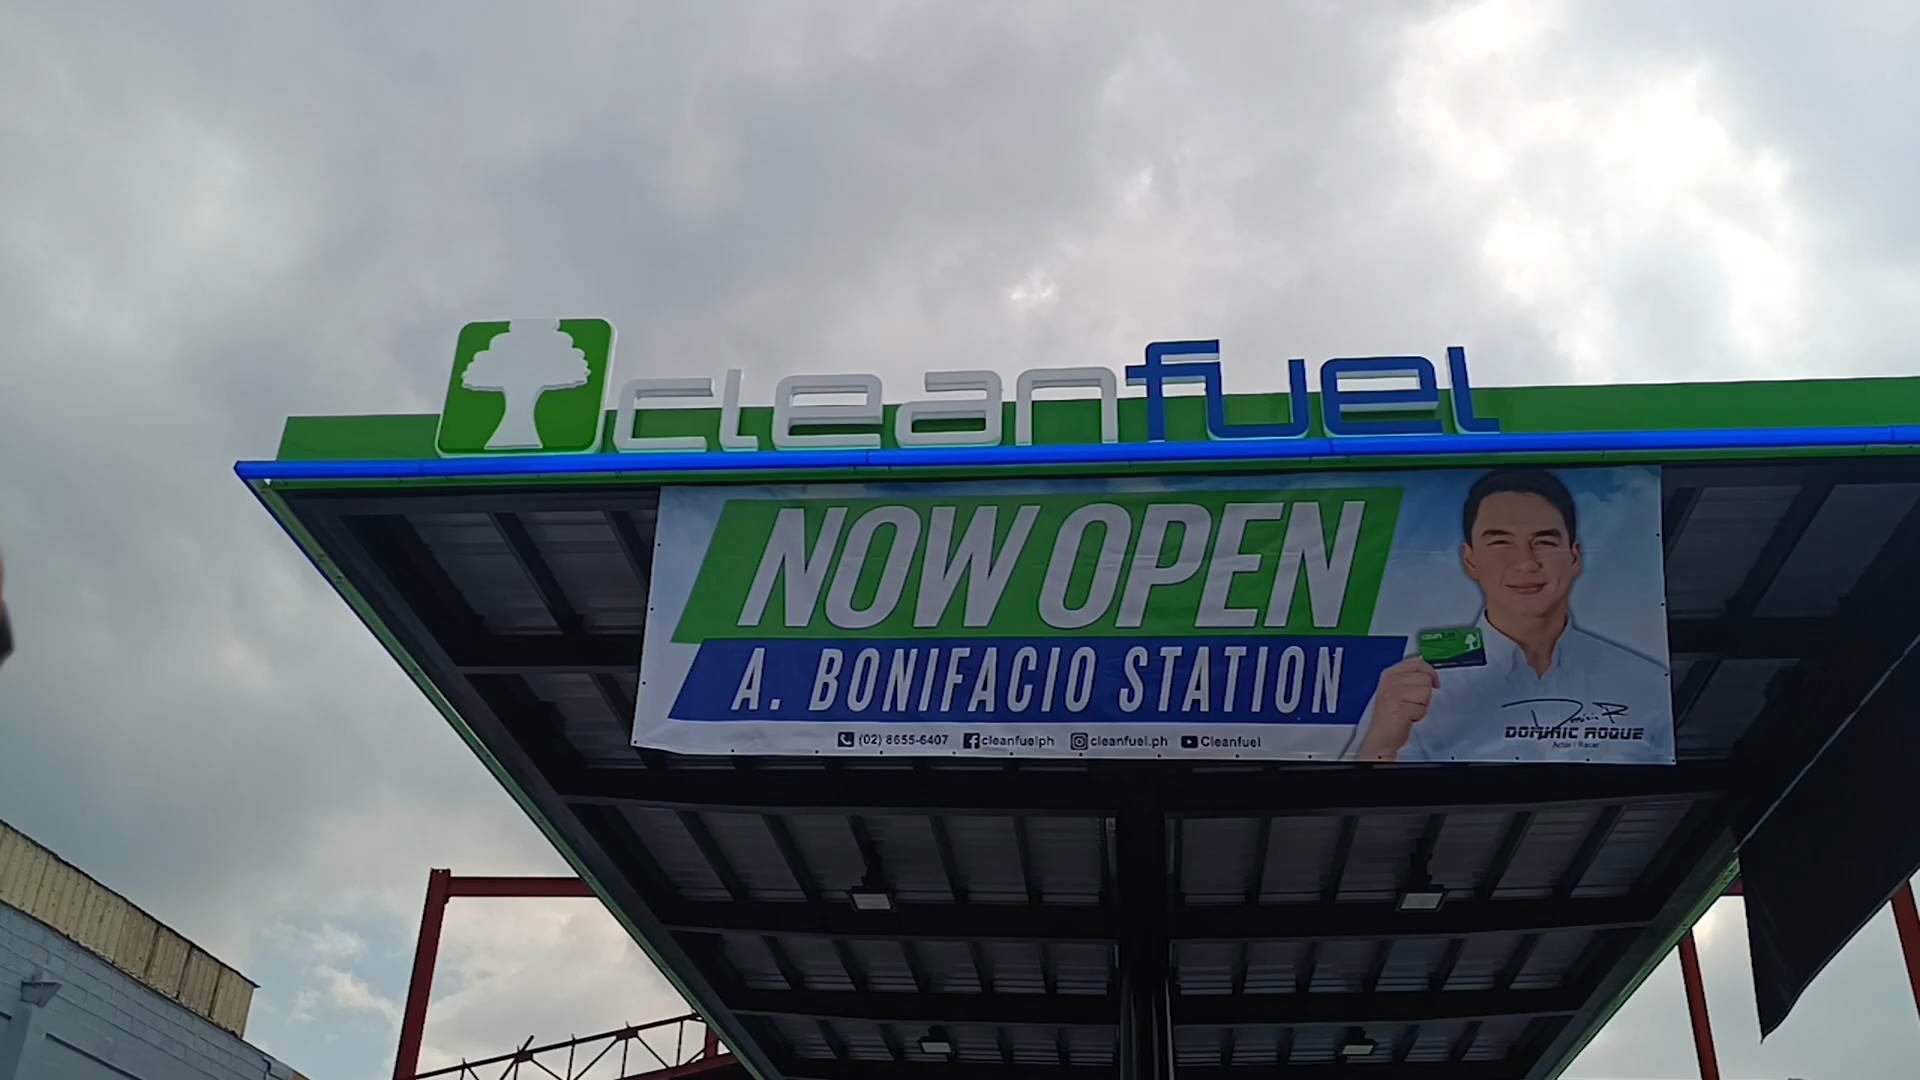 cleanfuel
NOW OPEN
A. BONIFACIO STATION
(02) 8655-6407 cleanfuelph cleanfuel.ph Cleanfuel
DOMINIC ROQUE
Actor | Racer